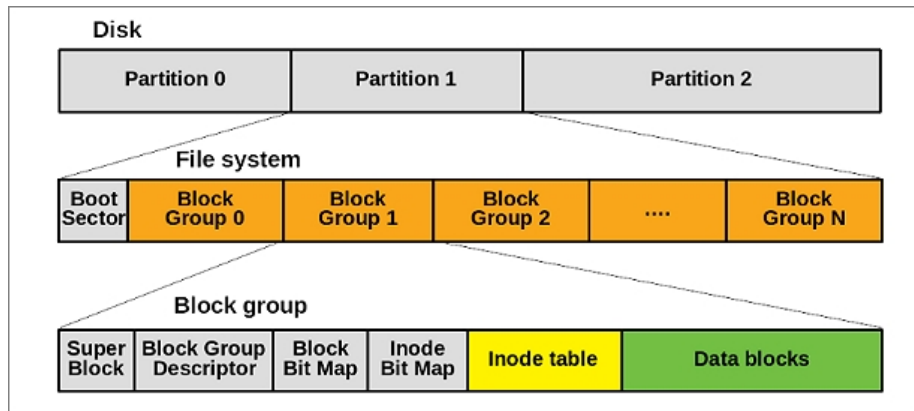 Disk
Partition 0
Partition 1
Partition 2
File system
Boot
Sector
Block
Group 0
Block
Group 1
Block
Group 2
....
Block
Group N
Block group
Super
Block
Block Group
Descriptor
Block
Bit Map
Inode
Bit Map
Inode table
Data blocks